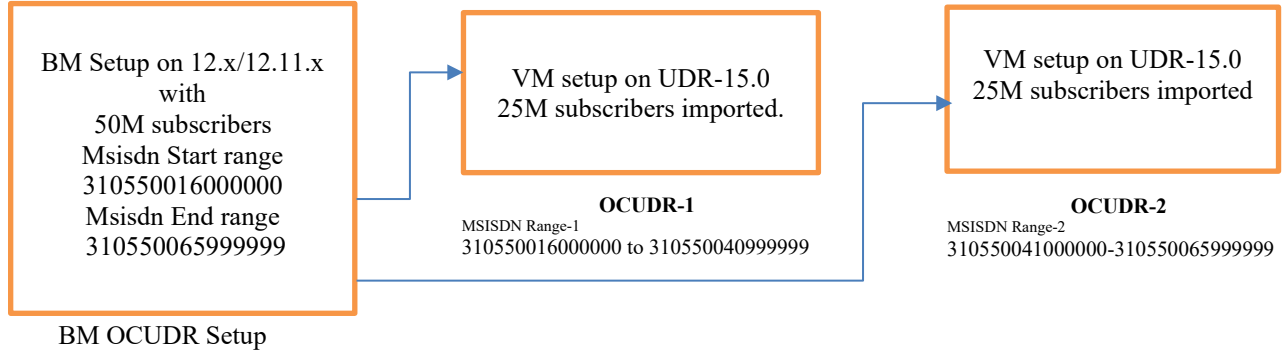 BM Setup on 12.x/12.11.x
with
50M subscribers
Msisdn Start range
310550016000000
Msisdn End range
310550065999999
BM OCUDR Setup
VM setup on UDR-15.0
25M subscribers imported.
OCUDR-1
MSISDN Range-1
310550016000000 to 310550040999999
VM setup on UDR-15.0
25M subscribers imported
OCUDR-2
MSISDN Range-2
310550041000000-310550065999999